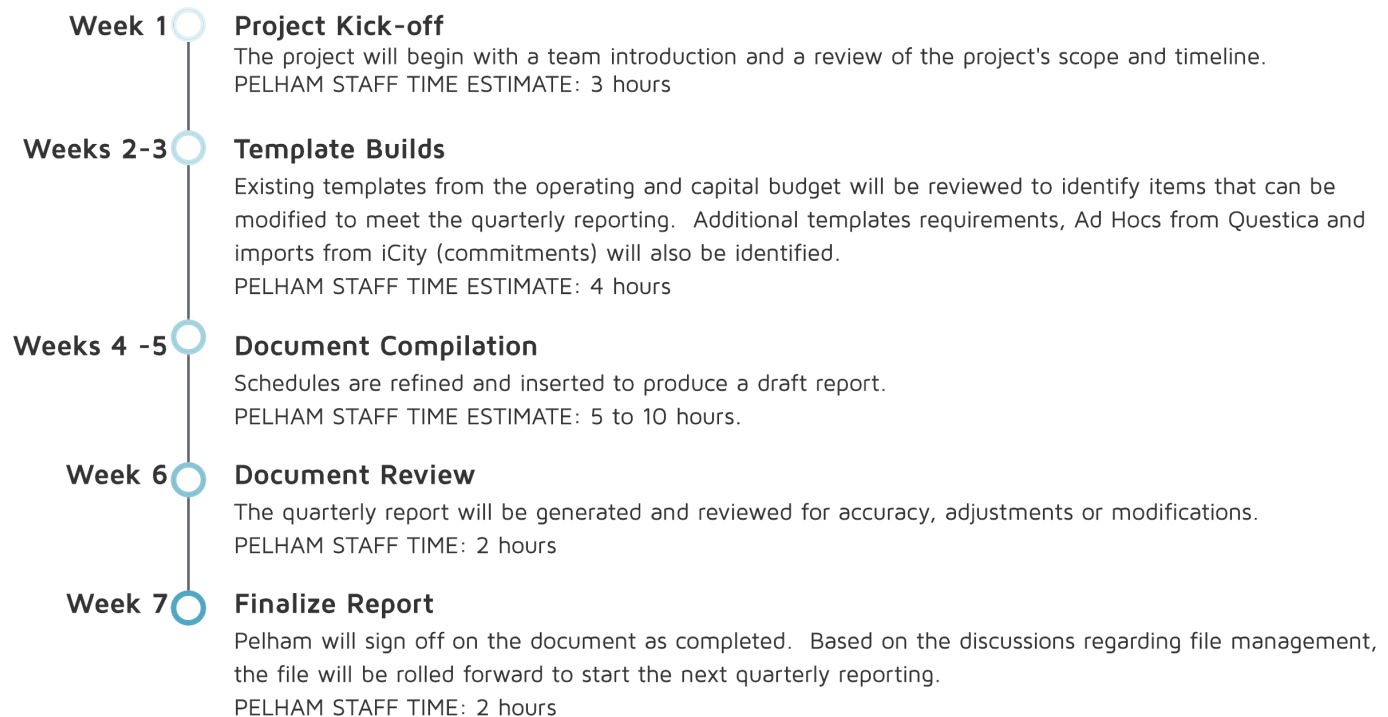 Week 1
Project Kick-off
The project will begin with a team introduction and a review of the project's scope and timeline.
PELHAM STAFF TIME ESTIMATE: 3 hours
Weeks 2-3
Template Builds
Existing templates from the operating and capital budget will be reviewed to identify items that can be
modified to meet the quarterly reporting.  Additional templates requirements, Ad Hocs from Questica and
imports from iCity (commitments) will also be identified.
PELHAM STAFF TIME ESTIMATE: 4 hours
Weeks 4 -5
Document Compilation
Schedules are refined and inserted to produce a draft report.
PELHAM STAFF TIME ESTIMATE: 5 to 10 hours.
Week 6
Document Review
The quarterly report will be generated and reviewed for accuracy, adjustments or modifications.
PELHAM STAFF TIME: 2 hours
Week 7
Finalize Report
Pelham will sign off on the document as completed.  Based on the discussions regarding file management,
the file will be rolled forward to start the next quarterly reporting.
PELHAM STAFF TIME: 2 hours